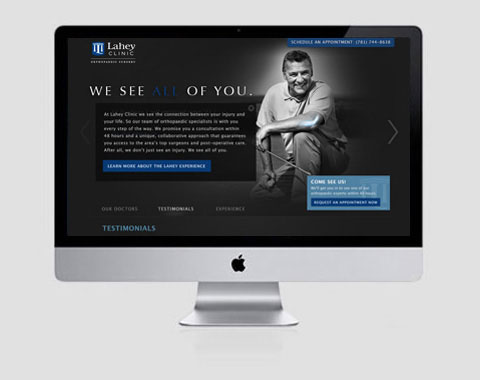 Lahey
CLINIC
ORTHOPAEDIC SURGERY
SCHEDULE AN APPOINTMENT (781) 744-8638
WE SEE ALL OF YOU.
At Lahey Clinic we see the connection between your injury and
your life. So our team of orthopaedic specialists is with you
every step of the way. We promise you a consultation within
48 hours and a unique, collaborative approach that guarantees
you access to the area's top surgeons and post-operative care.
After all, we don't just see an injury. We see all of you.
LEARN MORE ABOUT THE LAHEY EXPERIENCE
COME SEE US!
We'll get you in to see one of our
orthopaedic experts within 48 hours.
REQUEST AN APPOINTMENT NOW
OUR DOCTORS TESTIMONIALS EXPERIENCE
TESTIMONIALS